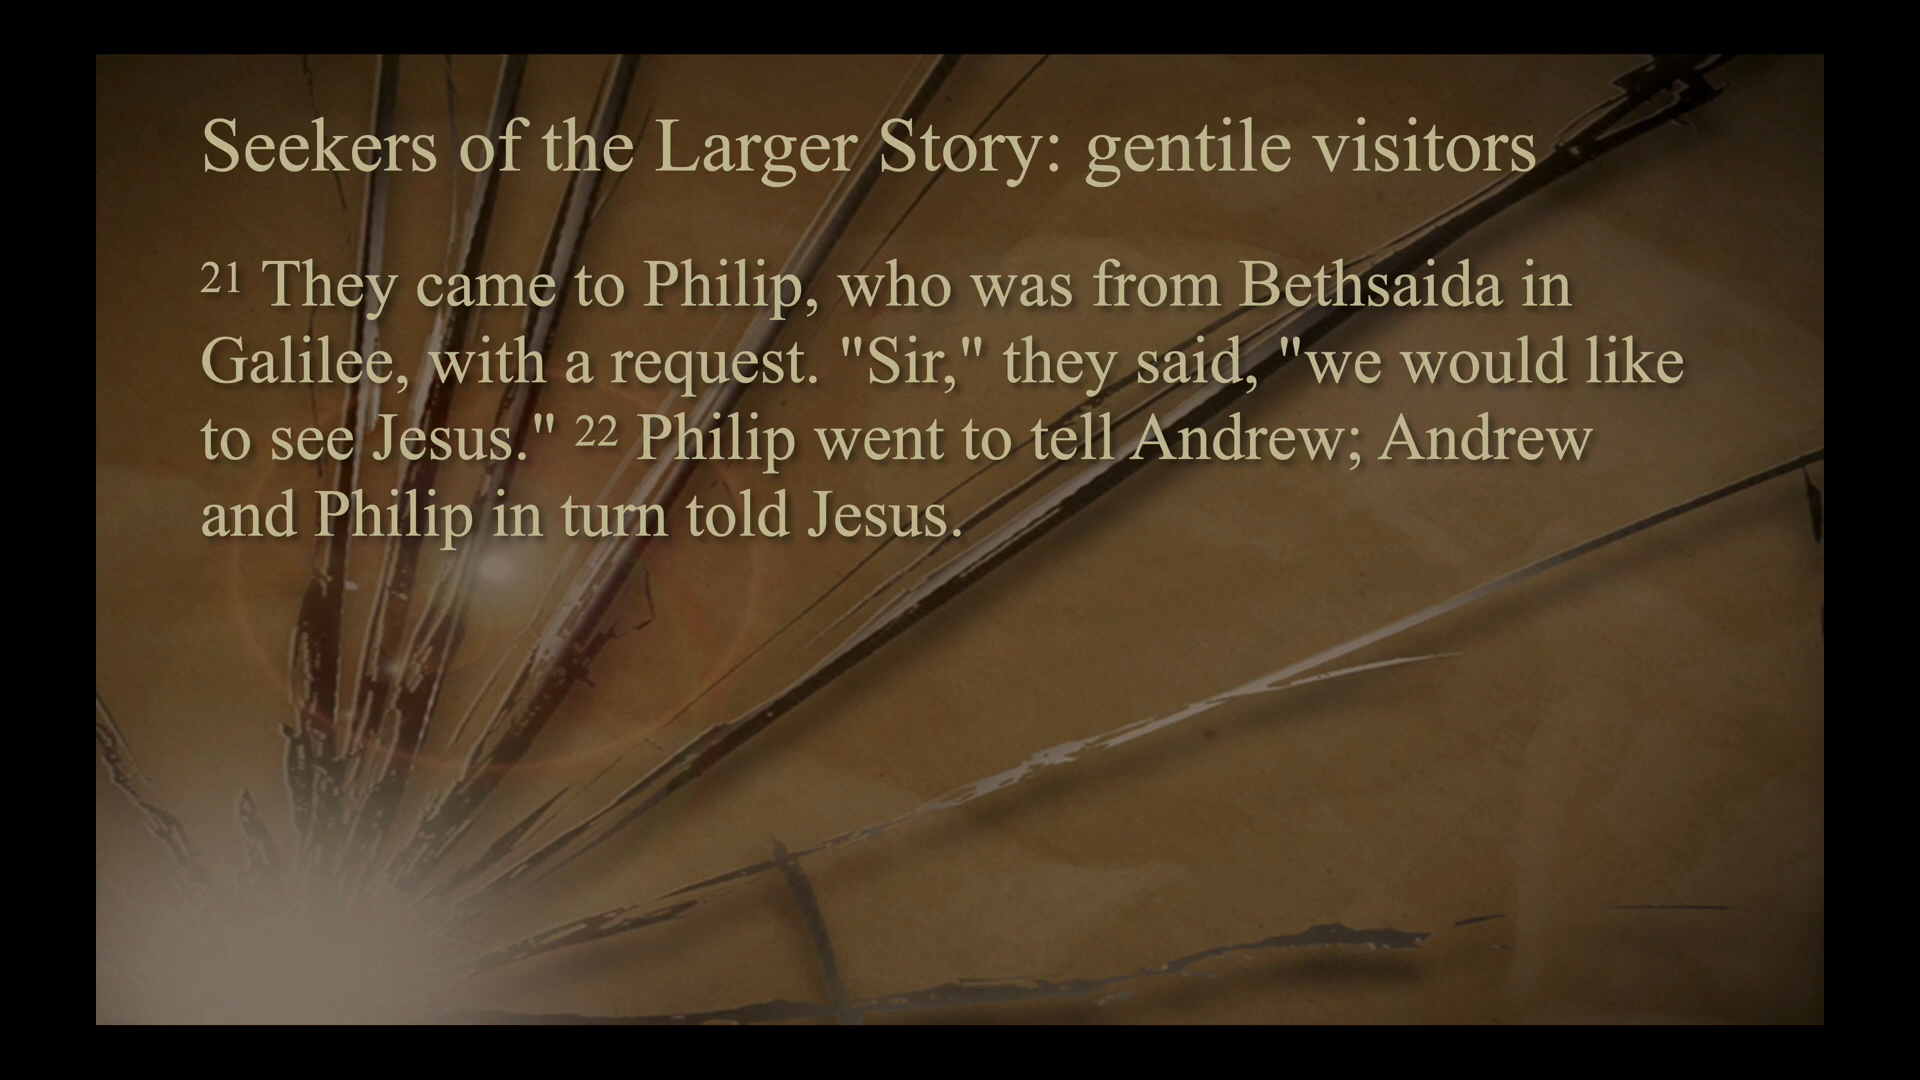 Seekers of the Larger Story: gentile visitors
21 They came to Philip, who was from Bethsaida in
Galilee, with a request. "Sir," they said, "we would like
to see Jesus." 22 Philip went to tell Andrew; Andrew
and Philip in turn told Jesus.